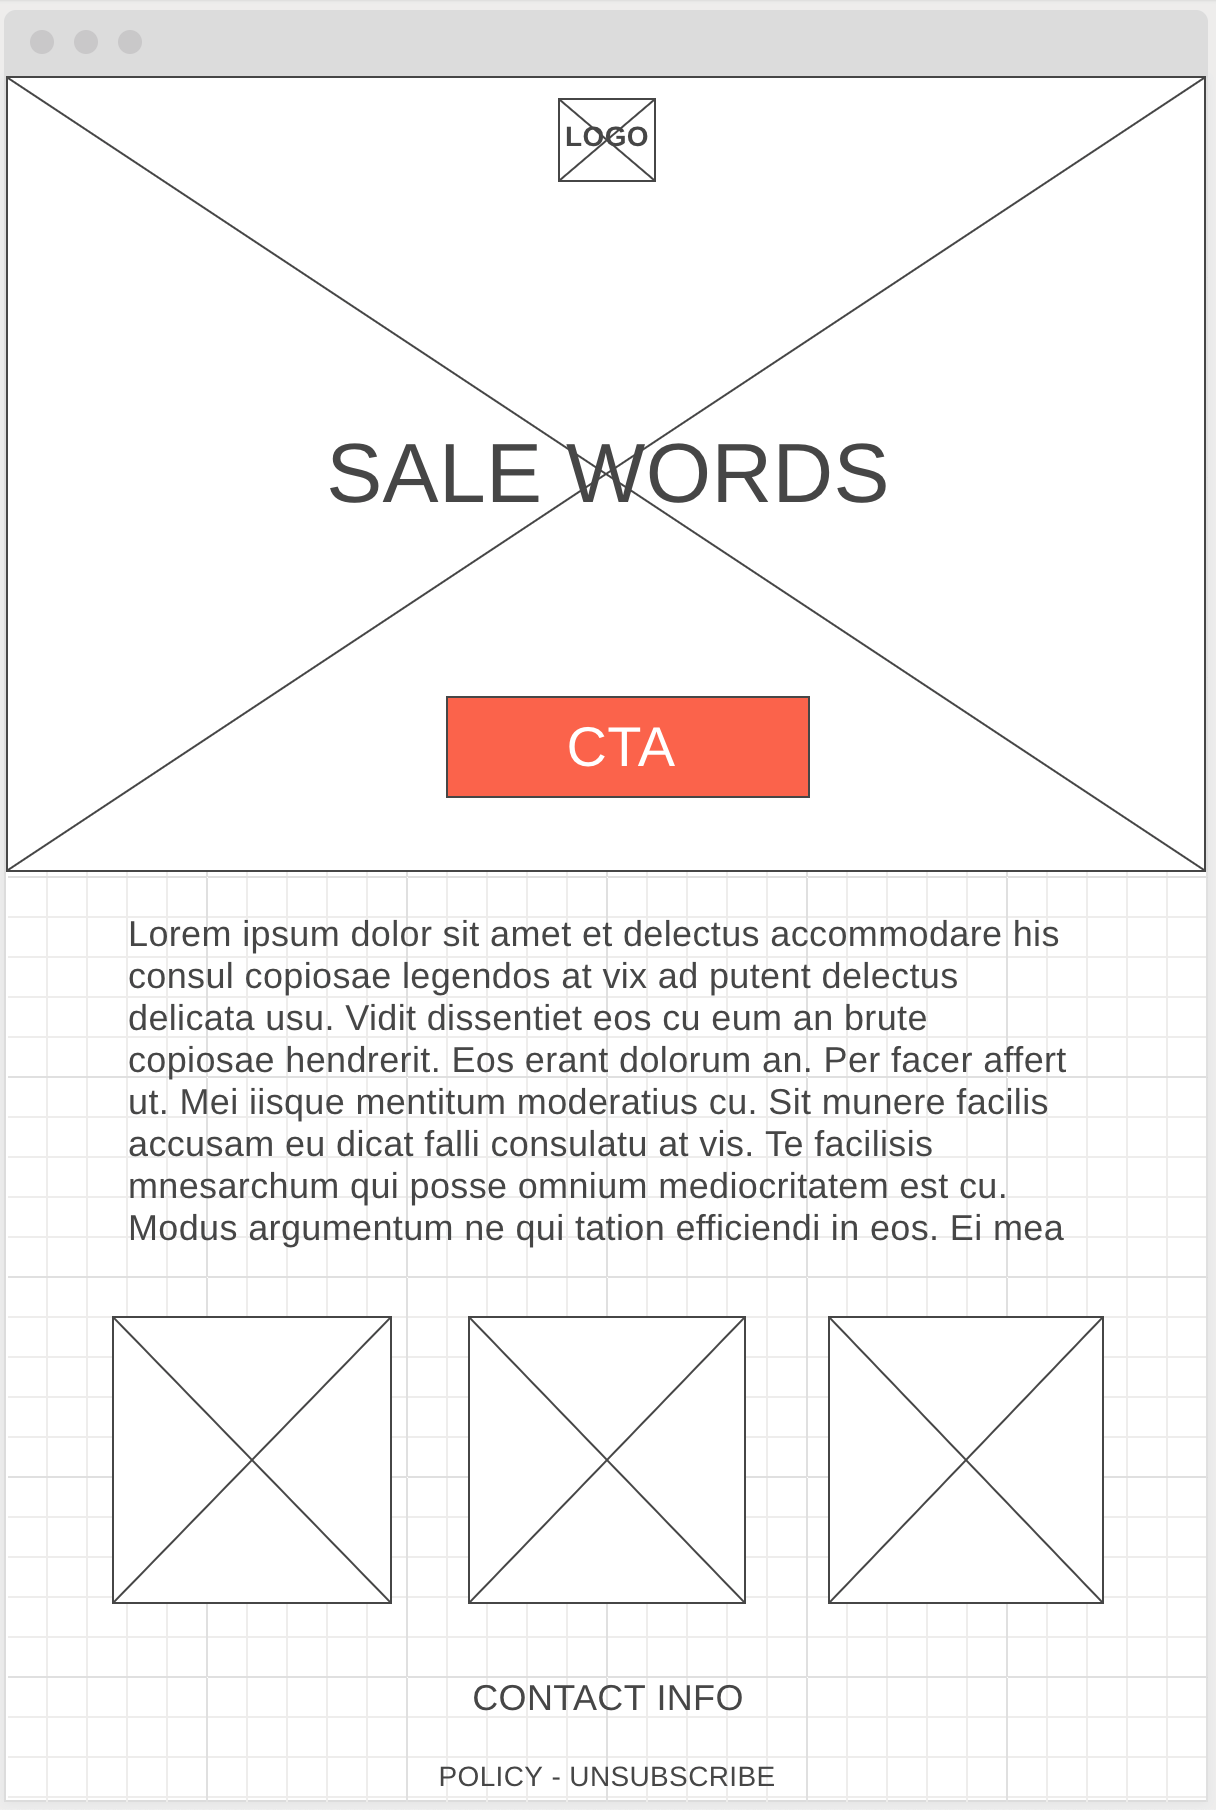 LOGO
SALE WORDS
CTA
Lorem ipsum dolor sit amet et delectus accommodare his
consul copiosae legendos at vix ad putent delectus
delicata usu. Vidit dissentiet eos cu eum an brute
copiosae hendrerit. Eos erant dolorum an. Per facer affert
ut. Mei iisque mentitum moderatius cu. Sit munere facilis
accusam eu dicat falli consulatu at vis. Te facilisis
mnesarchum qui posse omnium mediocritatem est cu.
Modus argumentum ne qui tation efficiendi in eos. Ei mea
CONTACT INFO
POLICY - UNSUBSCRIBE